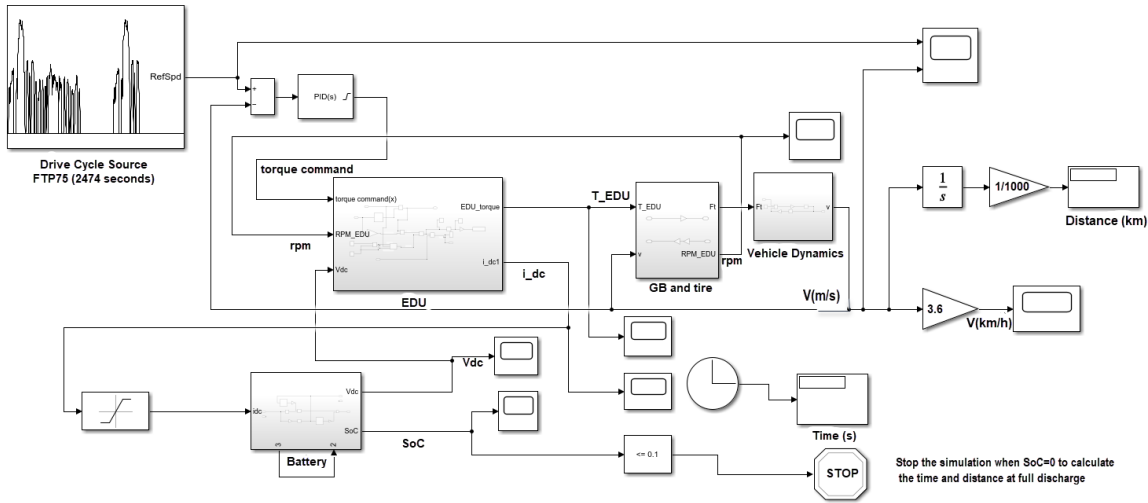 RefSpd
+
−
PID(s)
Drive Cycle Source
FTP75 (2474 seconds)
torque command
torque command(x)
EDU_torque
RPM_EDU
rpm
Vdc
i_dc1
i_dc
EDU
T_EDU
T_EDU
Ft
v
RPM_EDU
rpm
GB and tire
Ft
v
Vehicle Dynamics
1
s
1/1000
Distance (km)
V(m/s)
3.6
V(km/h)
Vdc
idc
Vdc
SoC
3
2
Battery
SoC
<= 0.1
Time (s)
STOP
Stop the simulation when SoC=0 to calculate
the time and distance at full discharge